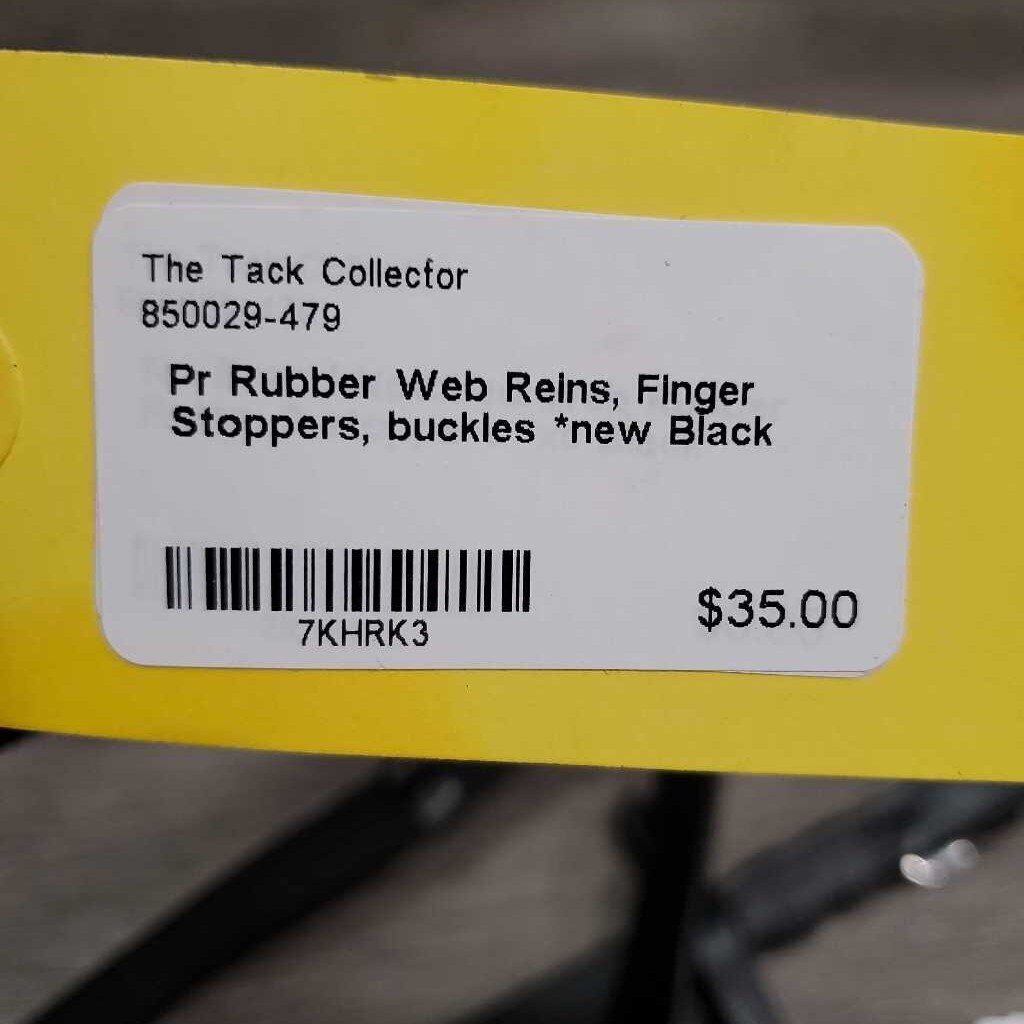 The Tack Collector
850029-479
Pr Rubber Web Reins, Finger
Stoppers, buckles *new Black
7KHRK3
$35.00